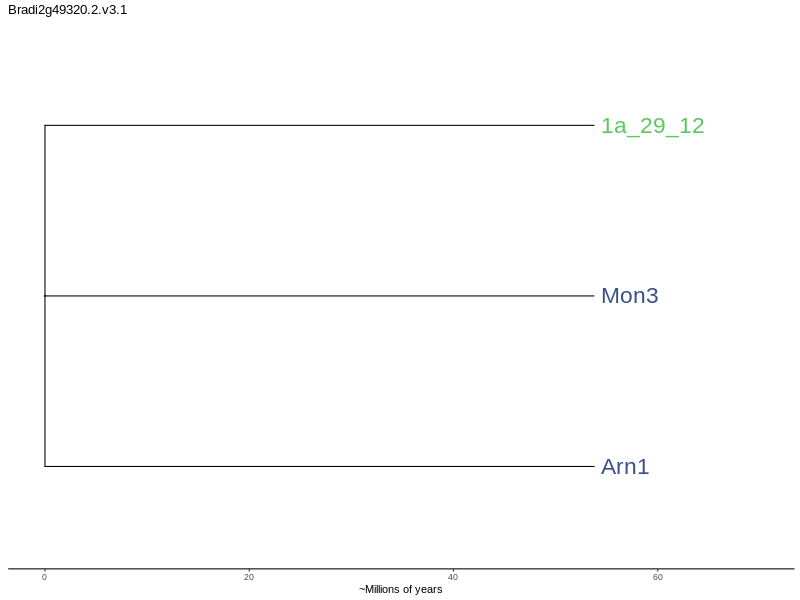 Bradi2g49320.2.v3.1
1a_29_12
Mon3
Arn1
0 20 40 60
~Millions of years